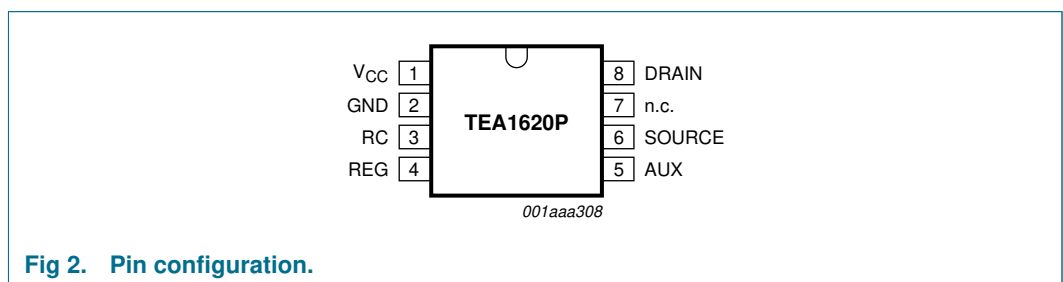 VCC 1 8 DRAIN
GND 2 7 n.c.
TEA1620P
RC 3 6 SOURCE
REG 4 5 AUX
001aaa308
Fig 2. Pin configuration.